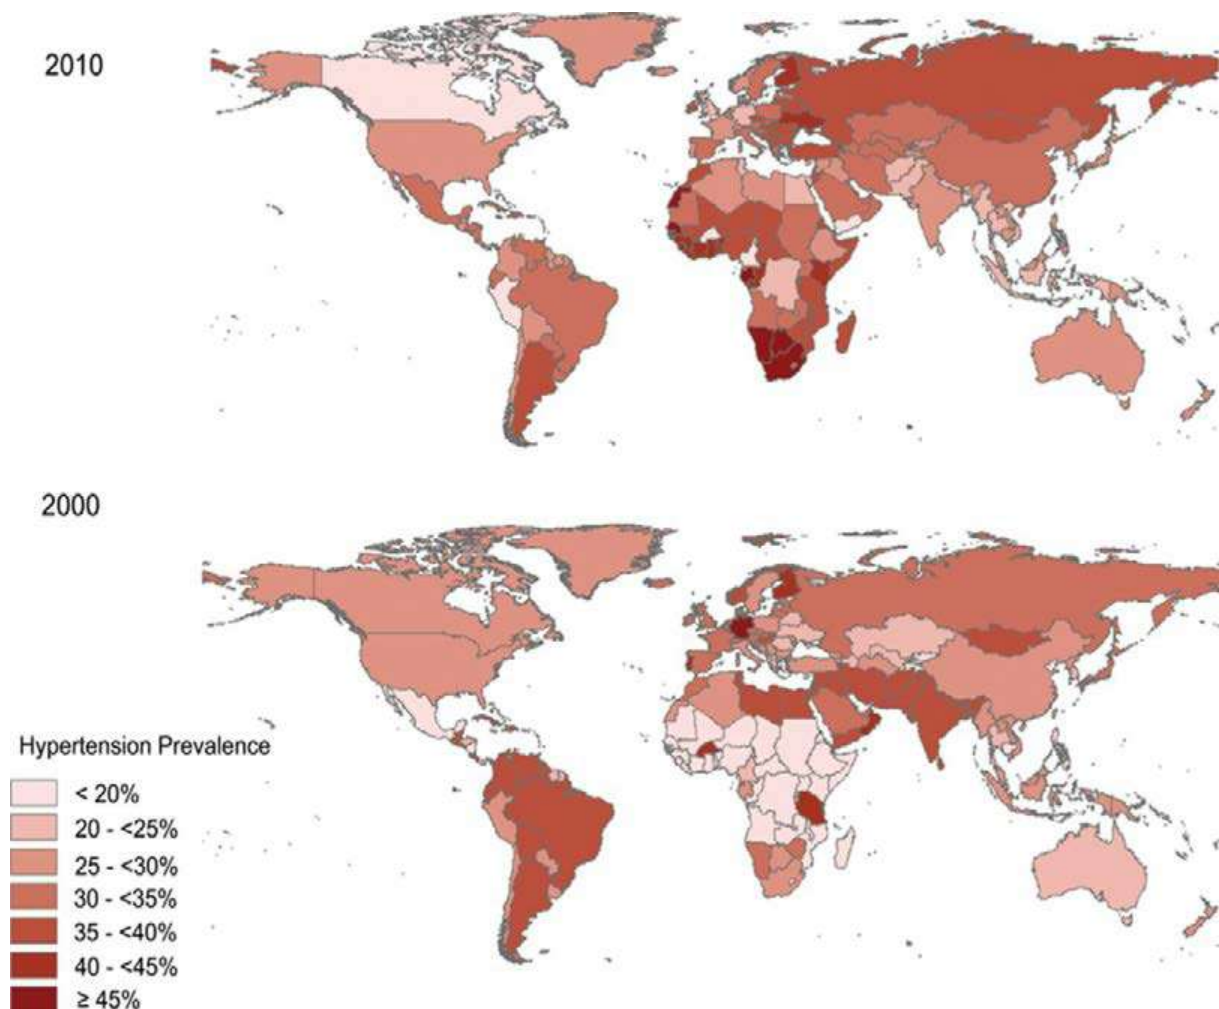 2010
2000
Hypertension Prevalence
< 20%
20 - <25%
25 - <30%
30 - <35%
35 - <40%
40 - <45%
≥ 45%